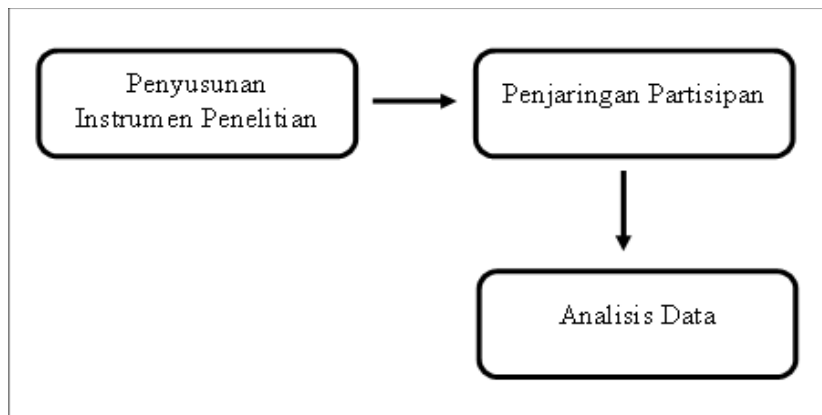 Penyusunan
Instrumen Penelitian
Penjaringan Partisipan
Analisis Data